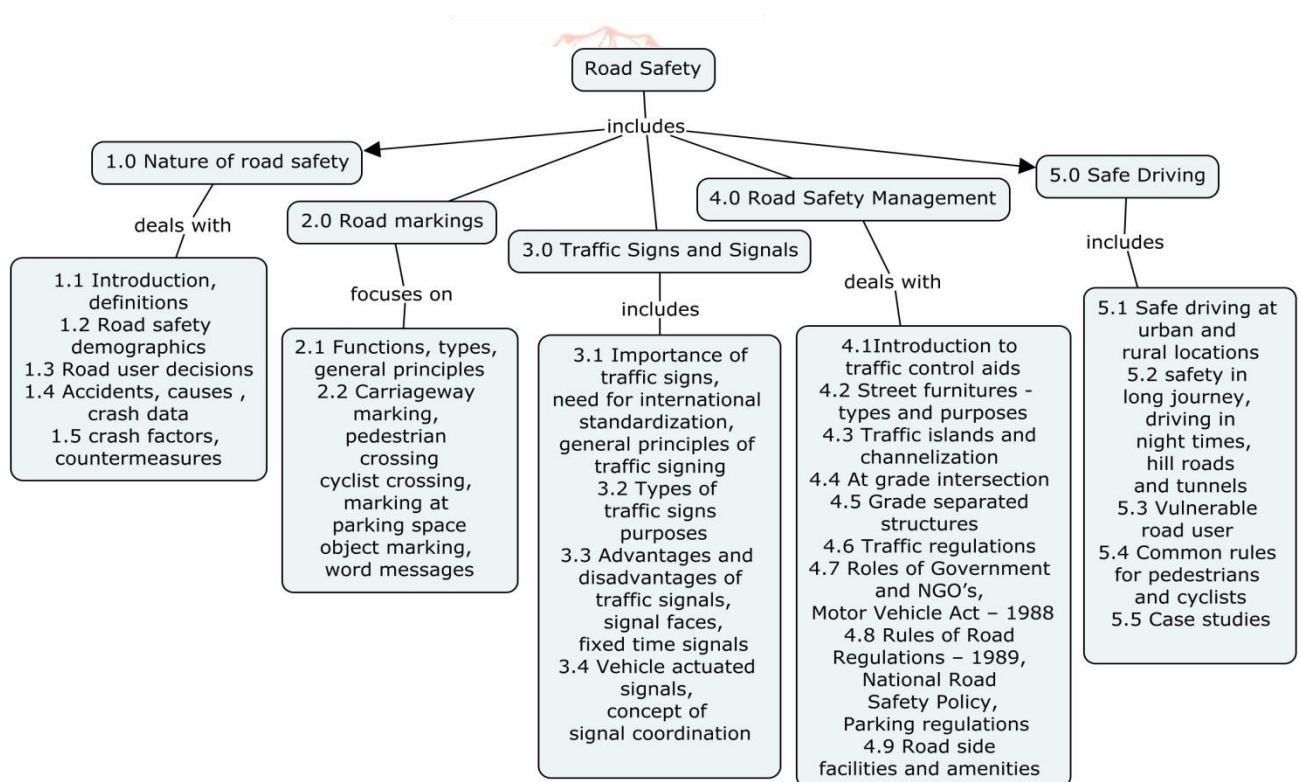 Road Safety
includes
1.0 Nature of road safety
deals with
1.1 Introduction,
definitions
1.2 Road safety
demographics
1.3 Road user decisions
1.4 Accidents, causes ,
crash data
1.5 crash factors,
countermeasures
2.0 Road markings
focuses on
2.1 Functions, types,
general principles
2.2 Carriageway
marking,
pedestrian
crossing
cyclist crossing,
marking at
parking space
object marking,
word messages
3.0 Traffic Signs and Signals
includes
3.1 Importance of
traffic signs,
need for international
standardization,
general principles of
traffic signing
3.2 Types of
traffic signs
purposes
3.3 Advantages and
disadvantages of
traffic signals,
signal faces,
fixed time signals
3.4 Vehicle actuated
signals,
concept of
signal coordination
4.0 Road Safety Management
deals with
4.1Introduction to
traffic control aids
4.2 Street furnitures -
types and purposes
4.3 Traffic islands and
channelization
4.4 At grade intersection
4.5 Grade separated
structures
4.6 Traffic regulations
4.7 Roles of Government
and NGO’s,
Motor Vehicle Act – 1988
4.8 Rules of Road
Regulations – 1989,
National Road
Safety Policy,
Parking regulations
4.9 Road side
facilities and amenities
5.0 Safe Driving
includes
5.1 Safe driving at
urban and
rural locations
5.2 safety in
long journey,
driving in
night times,
hill roads
and tunnels
5.3 Vulnerable
road user
5.4 Common rules
for pedestrians
and cyclists
5.5 Case studies